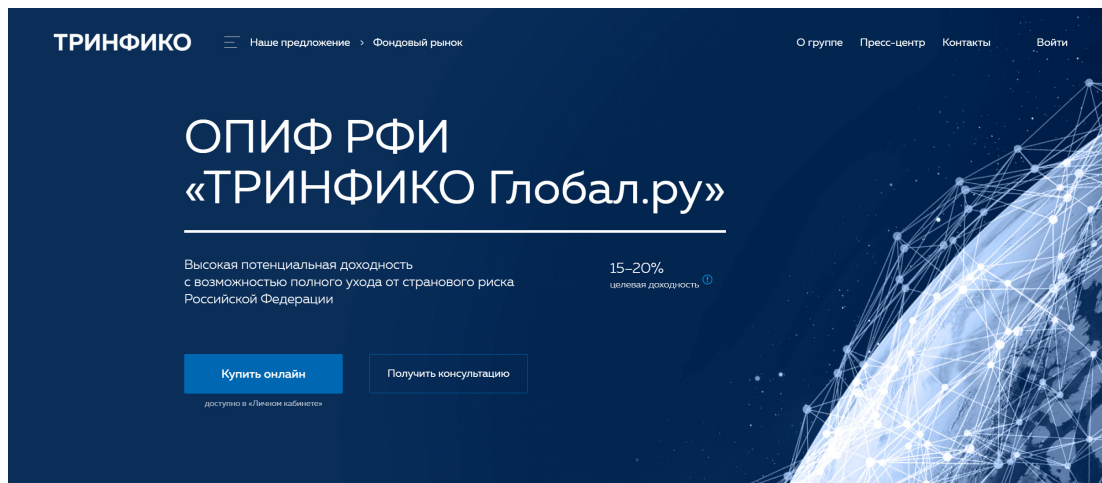 ТРИНФИКО
Наше предложение › Фондовый рынок
О группе Пресс-центр Контакты Войти
ОПИФ РФИ
«ТРИНФИКО Глобал.ру»
Высокая потенциальная доходность
с возможностью полного ухода от странового риска
Российской Федерации
15–20%
целевая доходность
Купить онлайн
доступно в «Личном кабинете»
Получить консультацию